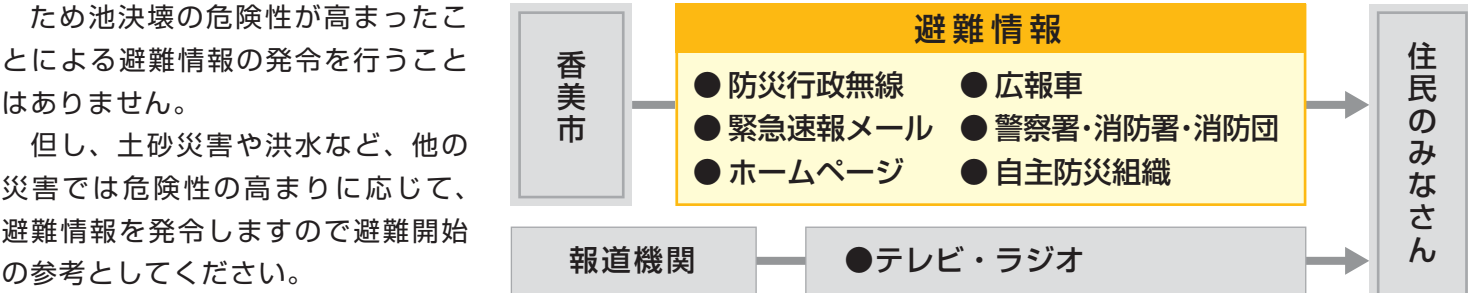 ため池決壊の危険性が高まったこ
とによる避難情報の発令を行うこと
はありません。
但し、土砂災害や洪水など、他の
災害では危険性の高まりに応じて、
避難情報を発令しますので避難開始
の参考としてください。
香美市
避難情報
●防災行政無線
●緊急速報メール
●ホームページ
●広報車
●警察署・消防署・消防団
●自主防災組織
報道機関
●テレビ・ラジオ
住民のみなさん